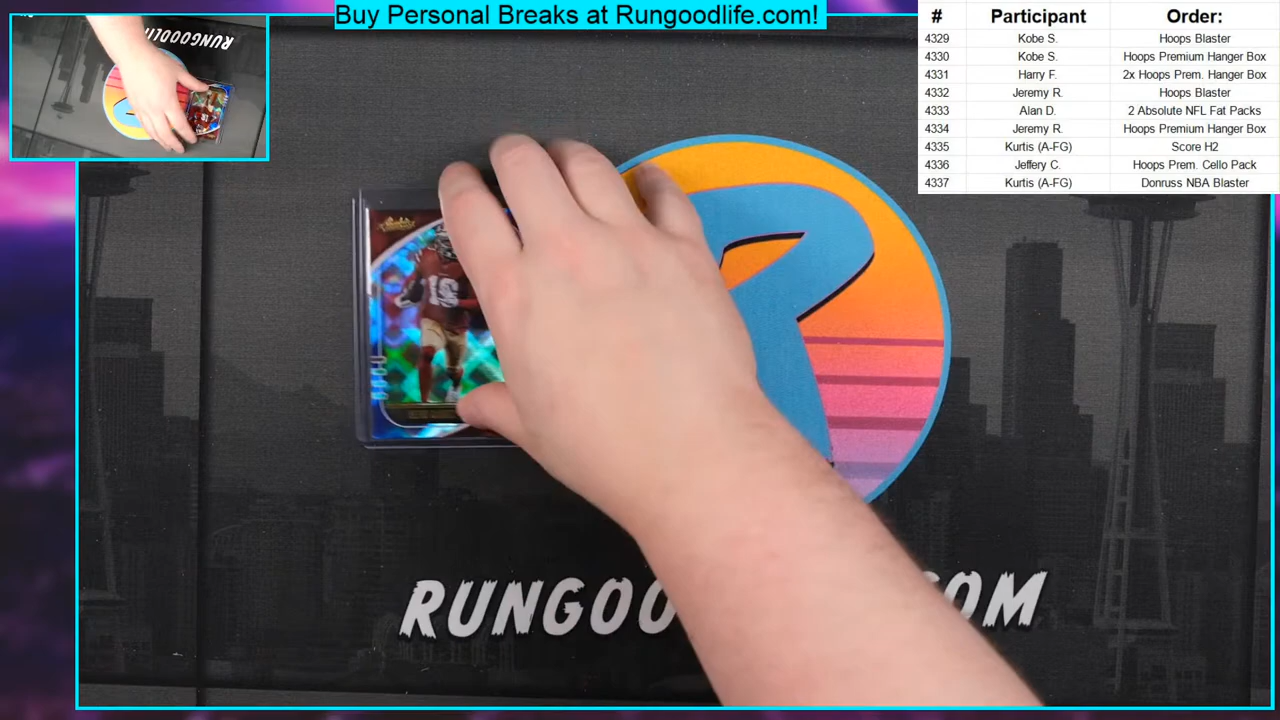 Buy Personal Breaks at Rungoodlife.com!
# Participant Order:
4329 Kobe S. Hoops Blaster
4330 Kobe S. Hoops Premium Hanger Box
4331 Harry F. 2x Hoops Prem. Hanger Box
4332 Jeremy R. Hoops Blaster
4333 Alan D. 2 Absolute NFL Fat Packs
4334 Jeremy R. Hoops Premium Hanger Box
4335 Kurtis (A-FG) Score H2
4336 Jeffery C. Hoops Prem. Cello Pack
4337 Kurtis (A-FG) Donruss NBA Blaster
RUNGOO OM
RUNGOODLI